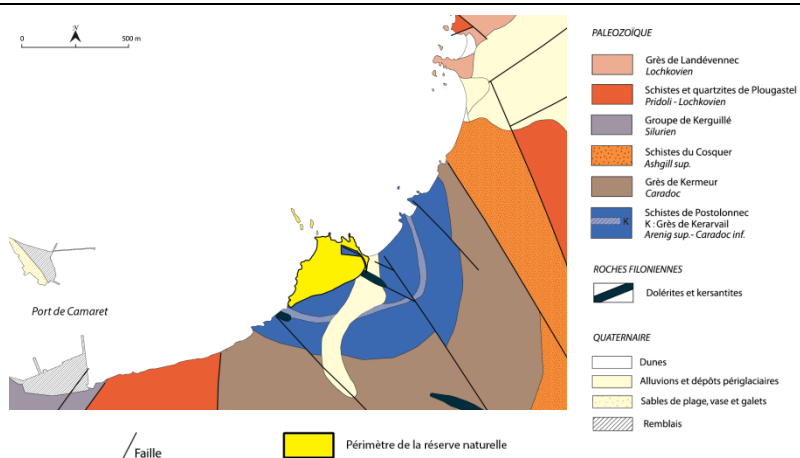 N
0
500 m
Port de Camaret
Faille
Périmètre de la réserve naturelle
PALEOZOÏQUE
Grès de Landévennec
Lochkovien
Schistes et quartzites de Plougastel
Pridoli - Lochkovien
Groupe de Kerguillé
Silurien
Schistes du Cosquer
Ashgill sup.
Grès de Kermeur
Caradoc
Schistes de Postolonnec
K
K : Grès de Kerarvail
Arenig sup.- Caradoc inf.
ROCHES FILONIENNES
Dolérites et kersantites
QUATERNAIRE
Dunes
Alluvions et dépôts périglaciaires
Sables de plage, vase et galets
Remblais